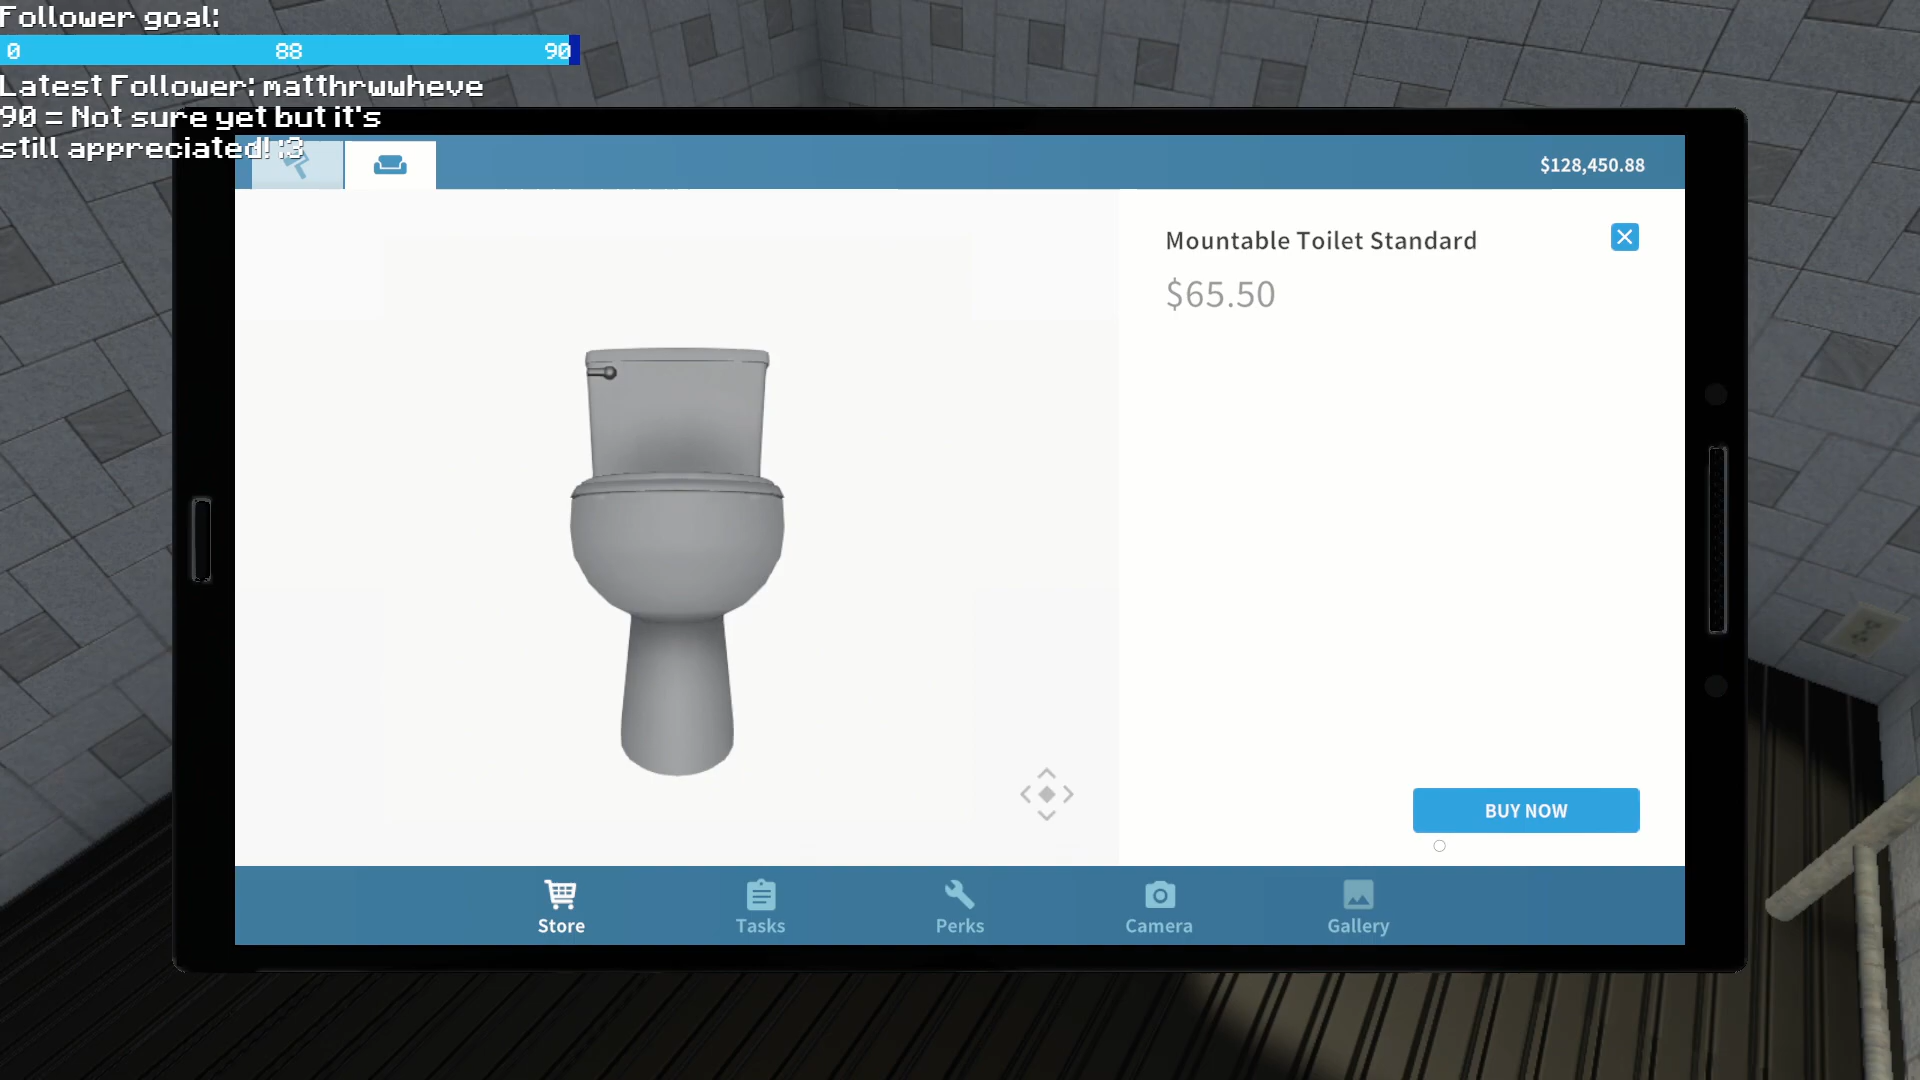 Follower goal:
0 88 90
Latest Follower: matthrwwheve
90 = Not sure yet but it's
still appreciated! :3
$128,450.88
Mountable Toilet Standard
$65.50
BUY NOW
Store Tasks Perks Camera Gallery